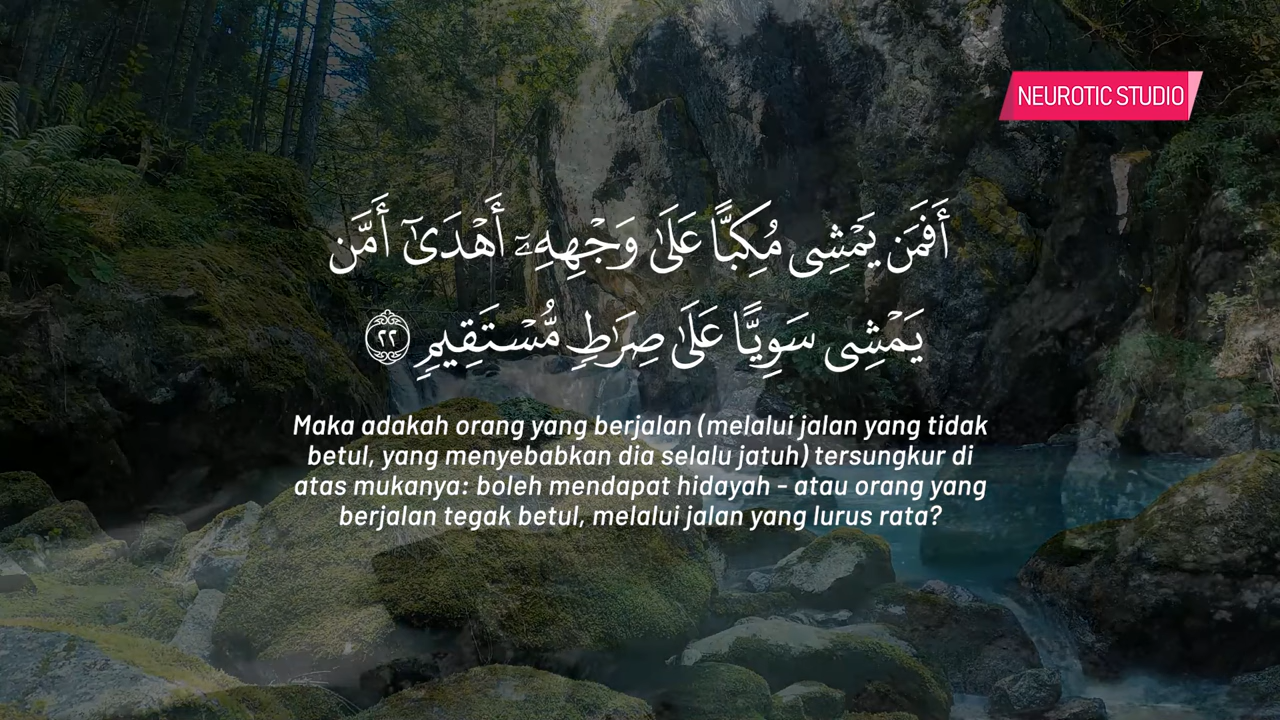 NEUROTIC STUDIO
أَفَمَن يَمْشِى مُكِبًّا عَلَىٰ وَجْهِهِۦٓ أَهْدَىٰٓ أَمَّن
يَمْشِى سَوِيًّا عَلَىٰ صِرَٰطٍ مُّسْتَقِيمٍ ٢٢
Maka adakah orang yang berjalan (melalui jalan yang tidak
betul, yang menyebabkan dia selalu jatuh) tersungkur di
atas mukanya: boleh mendapat hidayah - atau orang yang
berjalan tegak betul, melalui jalan yang lurus rata?